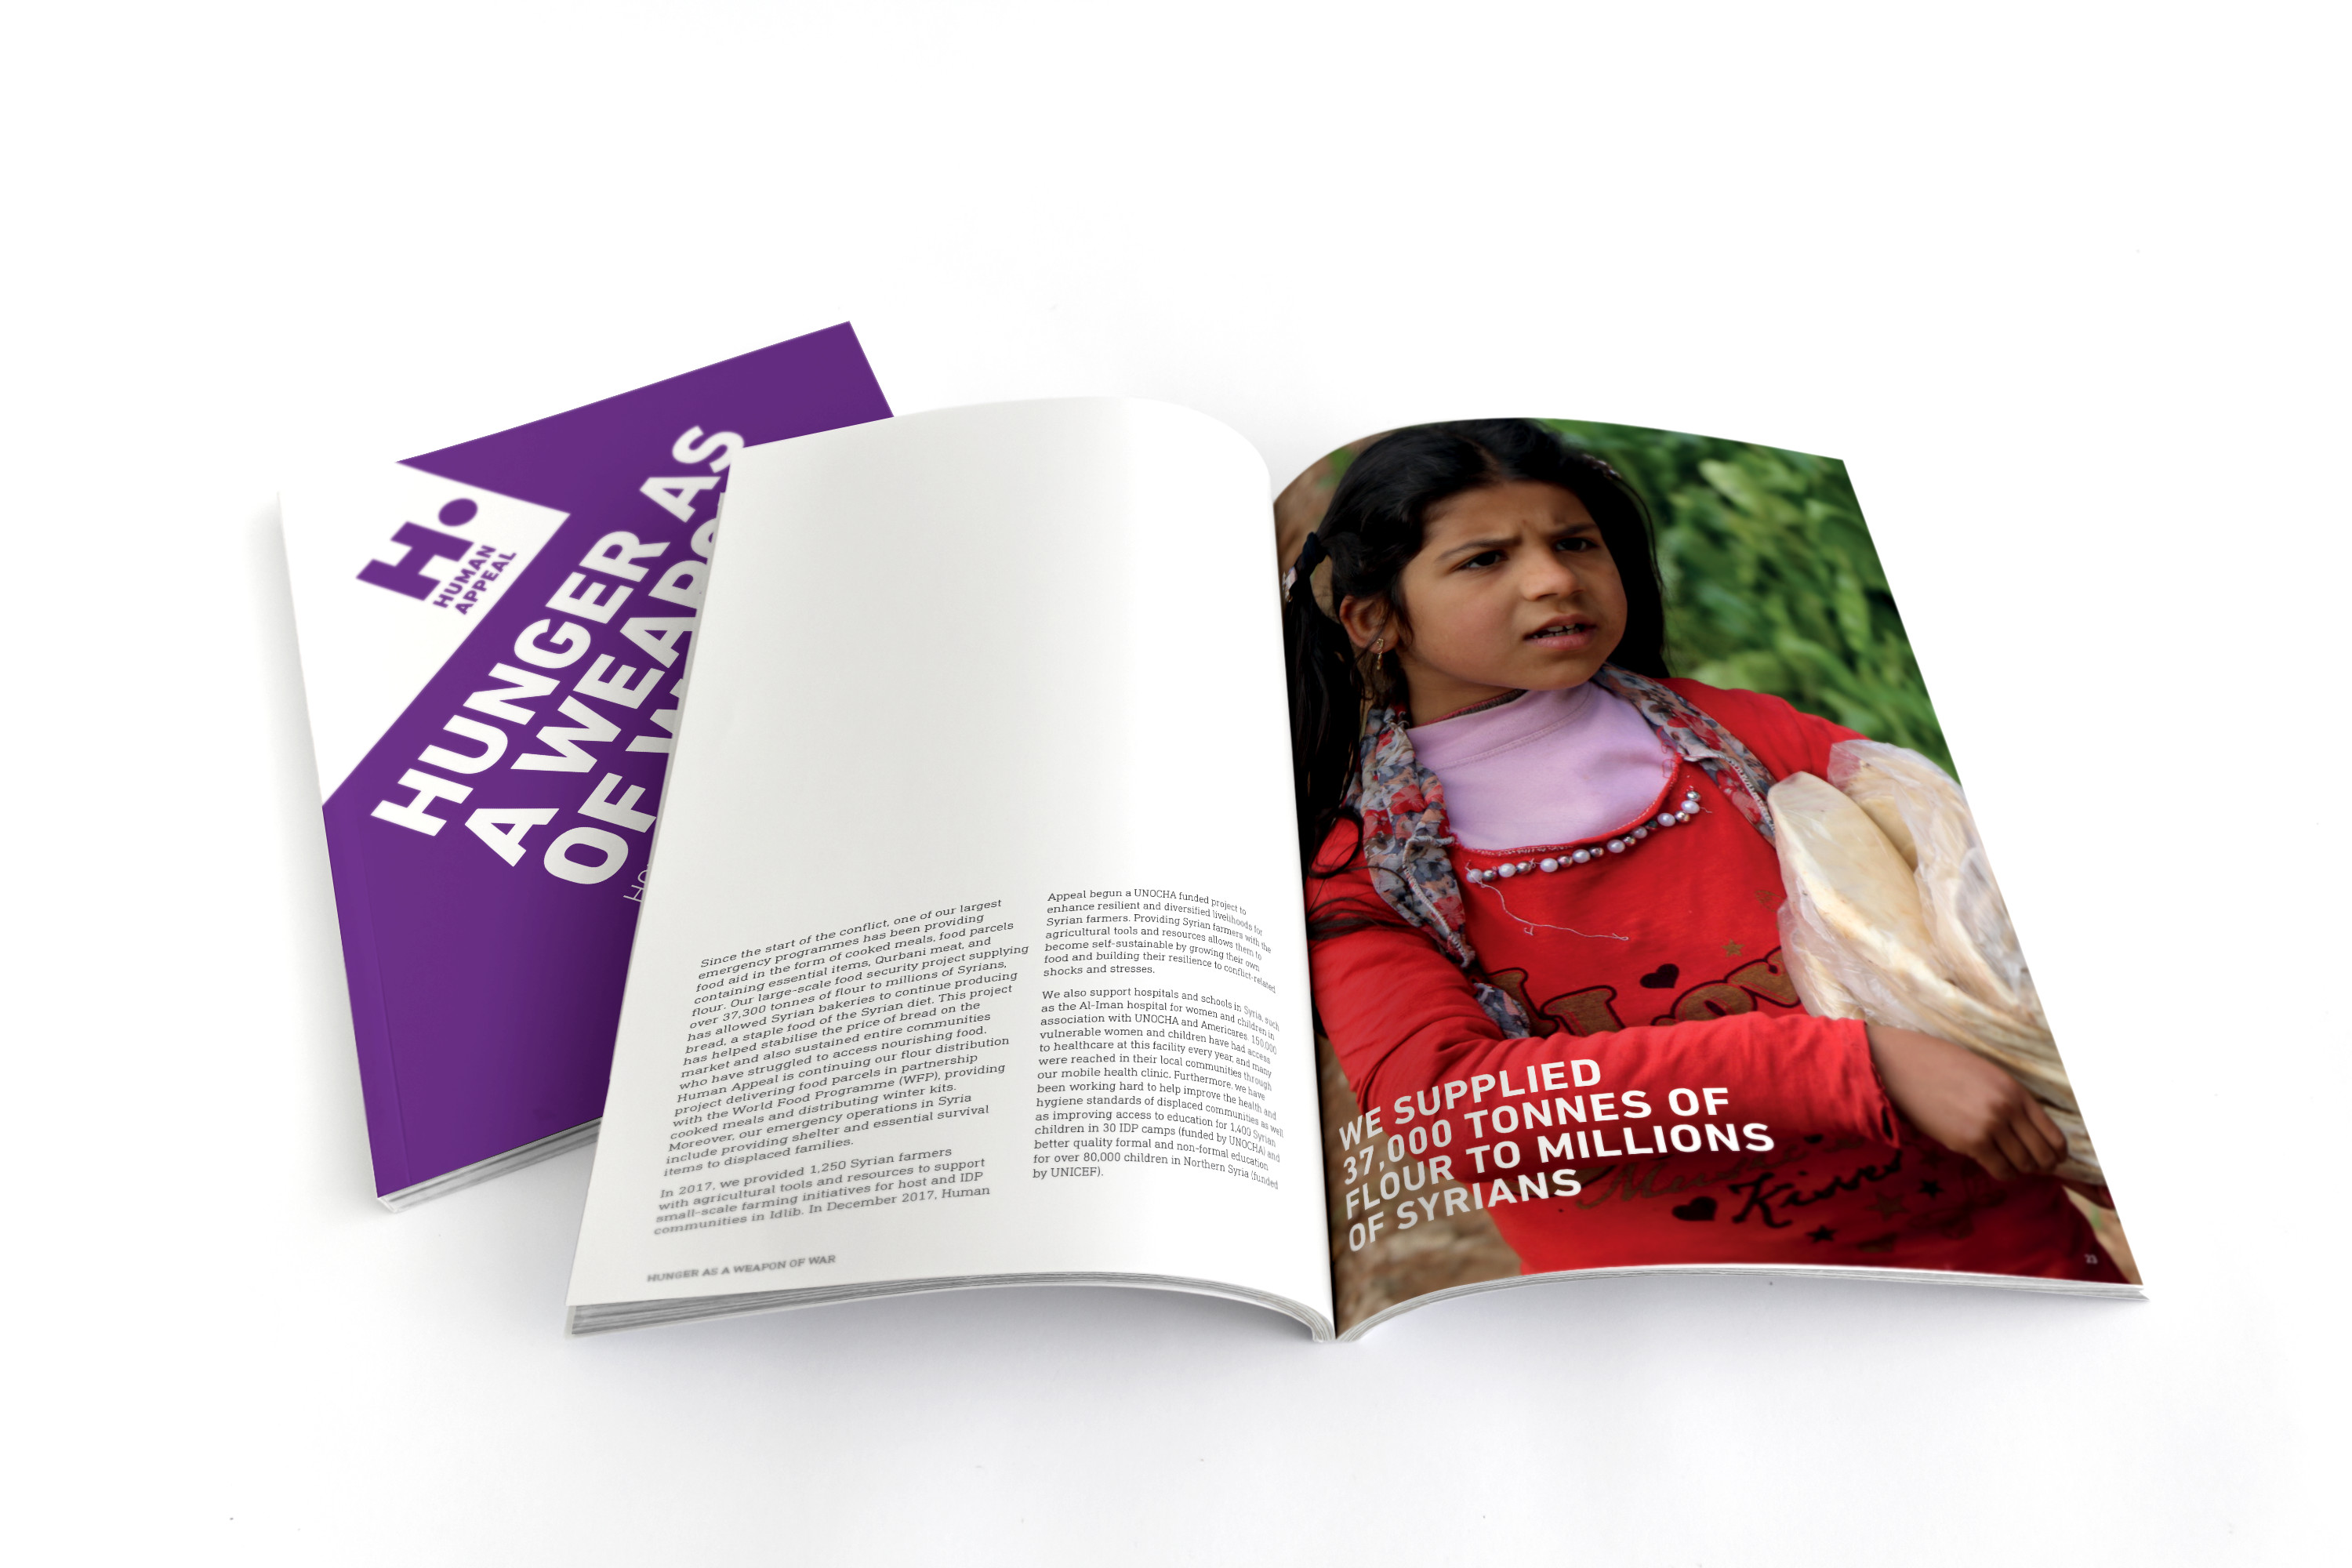 HUMAN
APPEAL
HUNGER AS
A WEAPO
OF W
HO
Since the start of the conflict, one of our largest
emergency programmes has been providing
food aid in the form of cooked meals, food parcels
containing essential items, Qurbani meat, and
flour. Our large-scale food security project supplying
over 37,300 tonnes of flour to millions of Syrians,
has allowed Syrian bakeries to continue producing
bread, a staple food of the Syrian diet. This project
has helped stabilise the price of bread on the
market and also sustained entire communities
who have struggled to access nourishing food.
Human Appeal is continuing our flour distribution
project delivering food parcels in partnership
with the World Food Programme (WFP), providing
cooked meals and distributing winter kits.
Moreover, our emergency operations in Syria
include providing shelter and essential survival
items to displaced families.
In 2017, we provided 1,250 Syrian farmers
with agricultural tools and resources to support
small-scale farming initiatives for host and IDP
communities in Idlib. In December 2017, Human
Appeal begun a UNOCHA funded project to
enhance resilient and diversified livelihoods for
Syrian farmers. Providing Syrian farmers with the
agricultural tools and resources allows them to
become self-sustainable by growing their own
food and building their resilience to conflict-related
shocks and stresses.
We also support hospitals and schools in Syria, such
as the Al-Iman hospital for women and children in
association with UNOCHA and Americares. 150,000
vulnerable women and children have had access
to healthcare at this facility every year, and many
were reached in their local communities through
our mobile health clinic. Furthermore, we have
been working hard to help improve the health and
hygiene standards of displaced communities as well
as improving access to education for 1,400 Syrian
children in 30 IDP camps (funded by UNOCHA) and
better quality formal and non-formal education
for over 80,000 children in Northern Syria (funded
by UNICEF).
HUNGER AS A WEAPON OF WAR
Lov
WE SUPPLIED
37,000 TONNES OF
FLOUR TO MILLIONS
OF SYRIANS
23